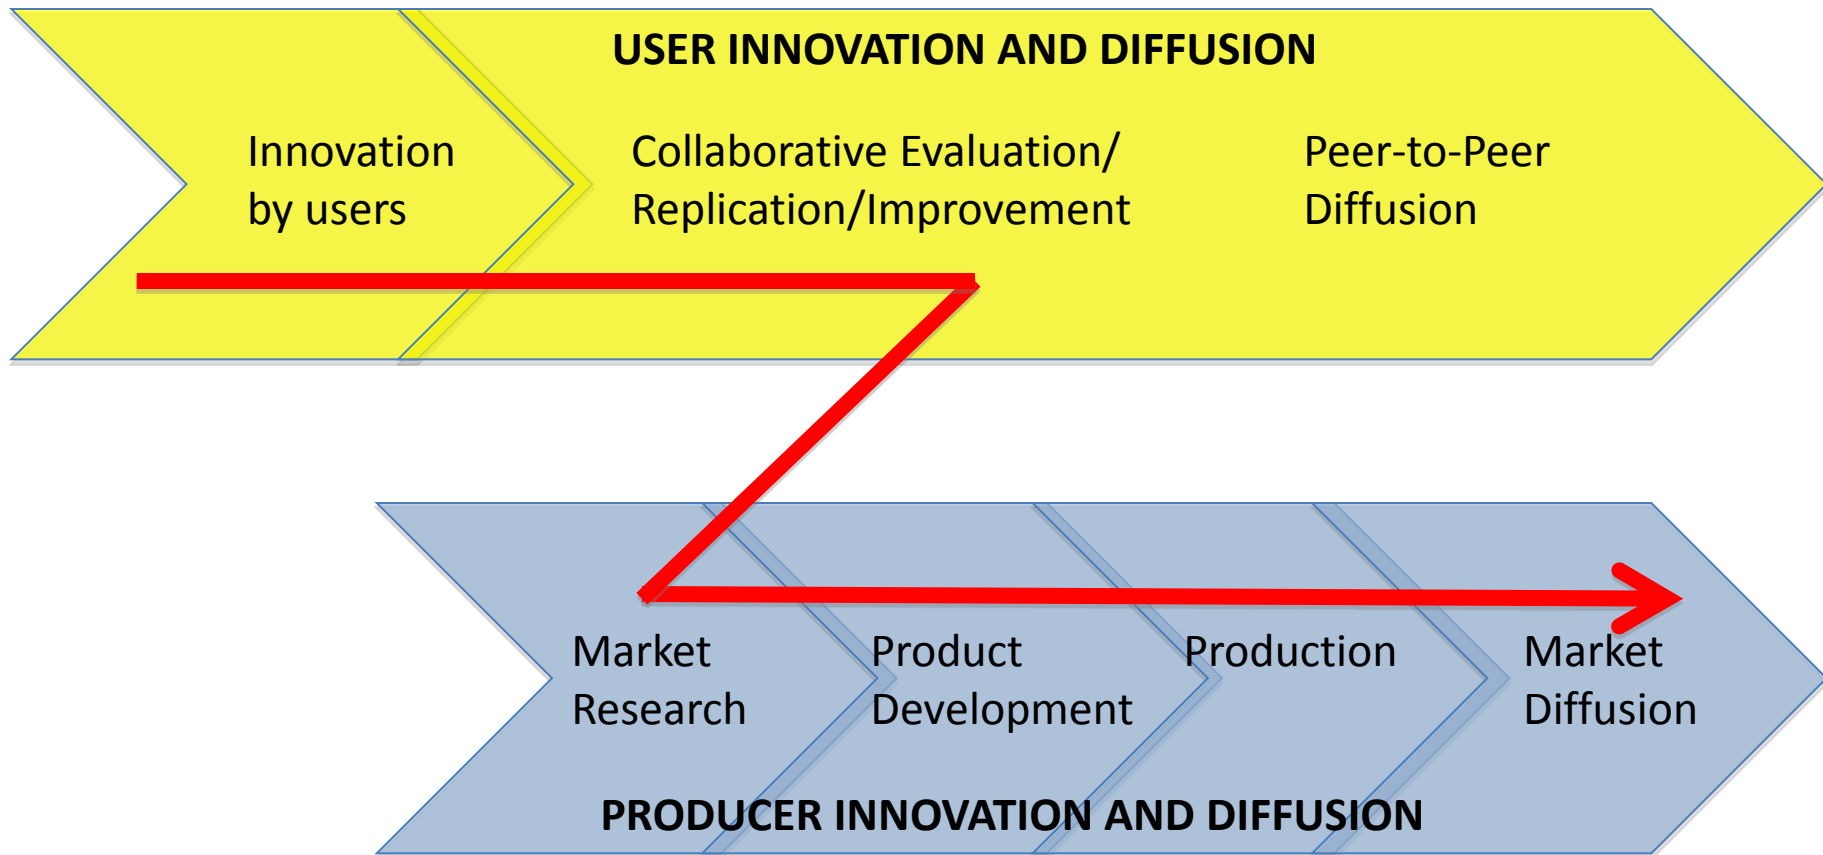 USER INNOVATION AND DIFFUSION
Innovation
by users
Collaborative Evaluation/
Replication/Improvement
Peer-to-Peer
Diffusion
Market
Research
Product
Development
Production
Market
Diffusion
PRODUCER INNOVATION AND DIFFUSION